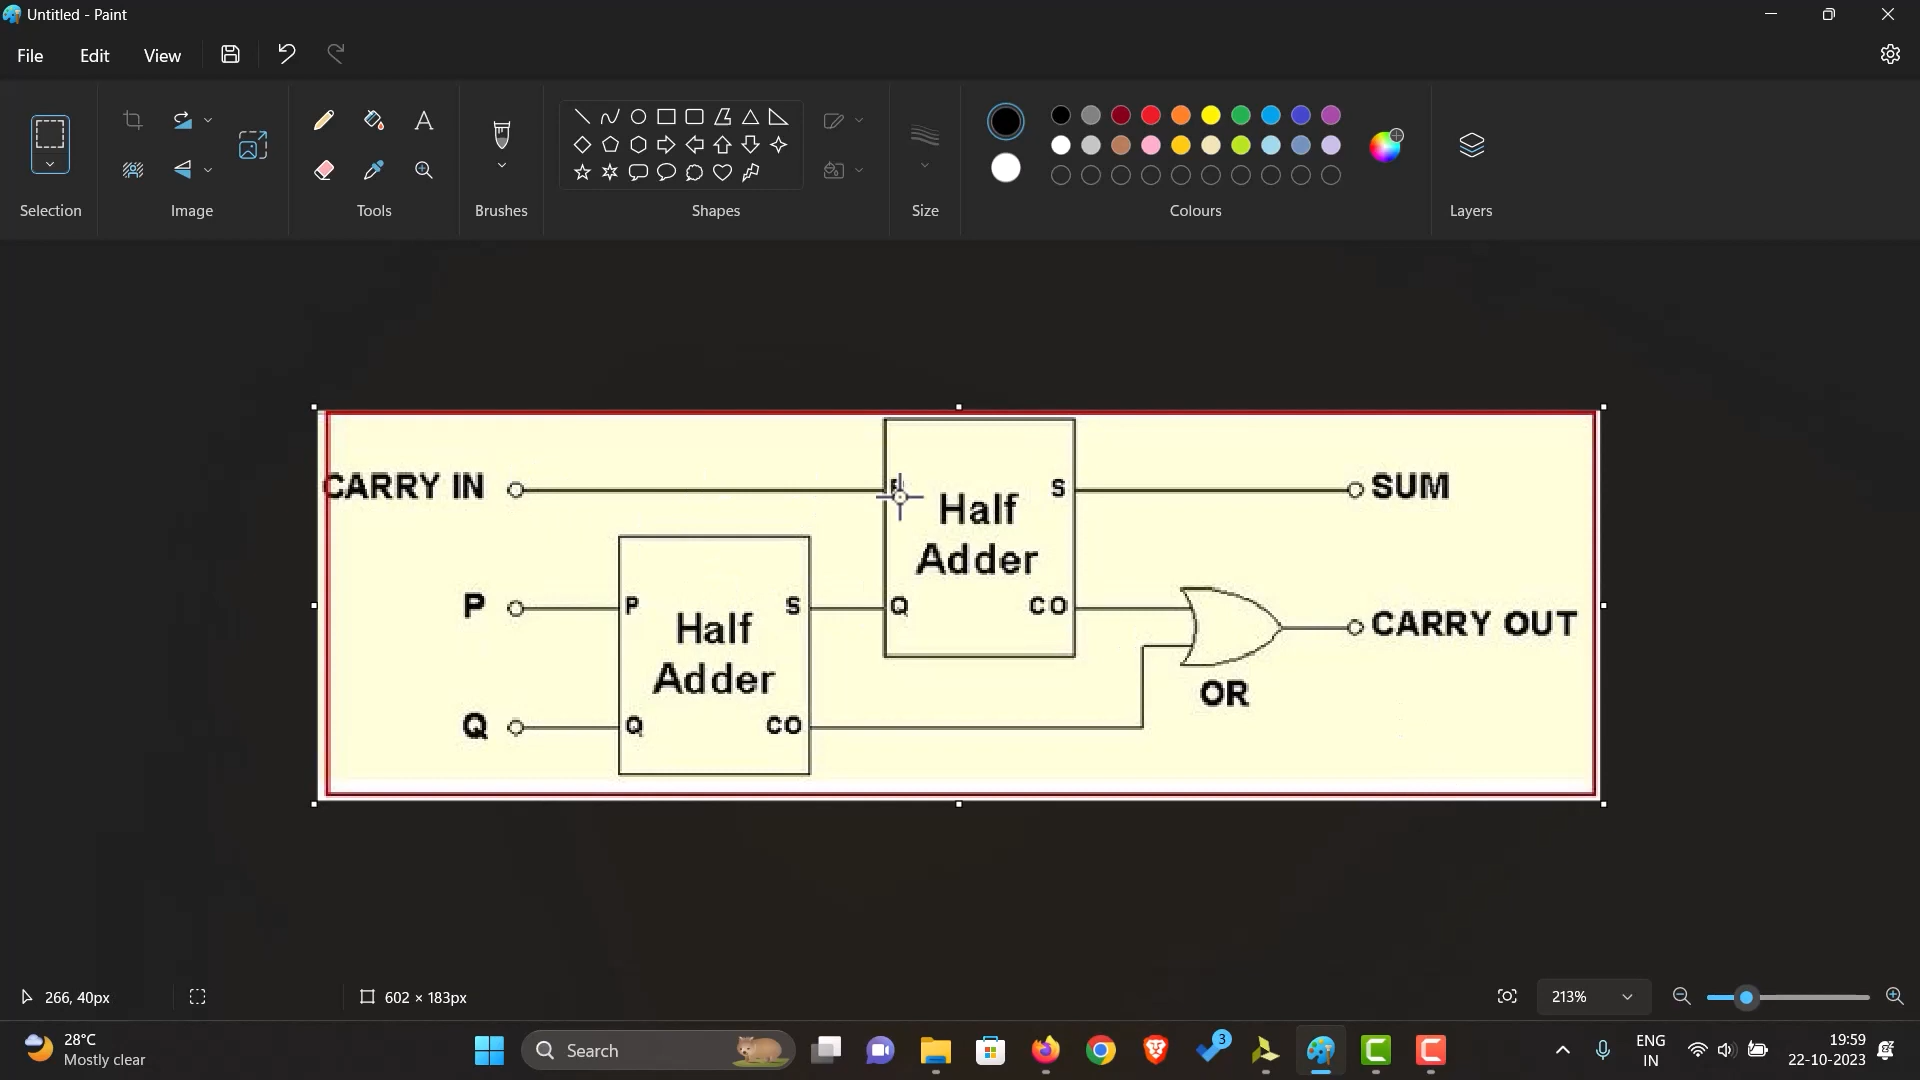 Untitled - Paint
File Edit View
Selection Image Tools Brushes Shapes Size Colours Layers
CARRY IN
S
SUM
Half
Adder
P
P
S
Q
CO
CARRY OUT
Half
Adder
OR
Q
Q
CO
266, 40px
602 × 183px
213%
28°C
Mostly clear
Search
3
ENG
IN
19:59
22-10-2023